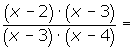 (x − 2)·(x − 3)
(x − 3)·(x − 4) =